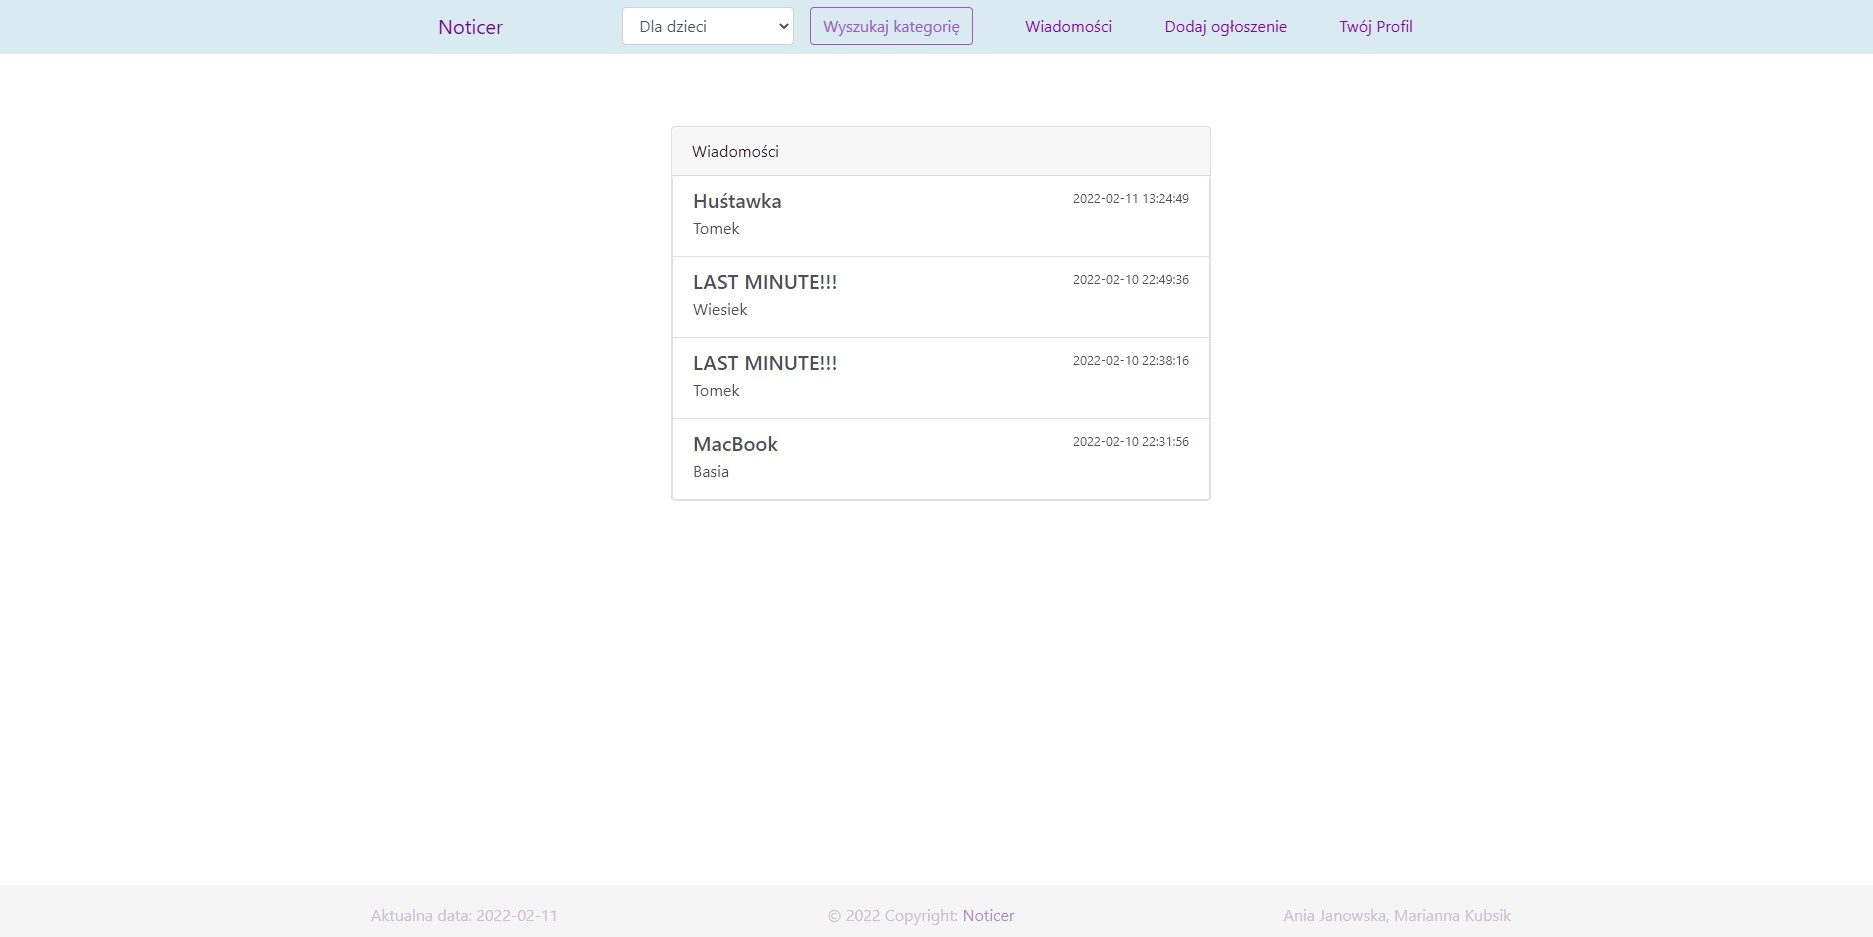 Noticer
Dla dzieci
Wyszukaj kategorię
Wiadomości
Dodaj ogłoszenie
Twój Profil
Wiadomości
Huśtawka
2022-02-11 13:24:49
Tomek
LAST MINUTE!!!
2022-02-10 22:49:36
Wiesiek
LAST MINUTE!!!
2022-02-10 22:38:16
Tomek
MacBook
2022-02-10 22:31:56
Basia
Aktualna data: 2022-02-11
© 2022 Copyright: Noticer
Ania Janowska, Marianna Kubsik